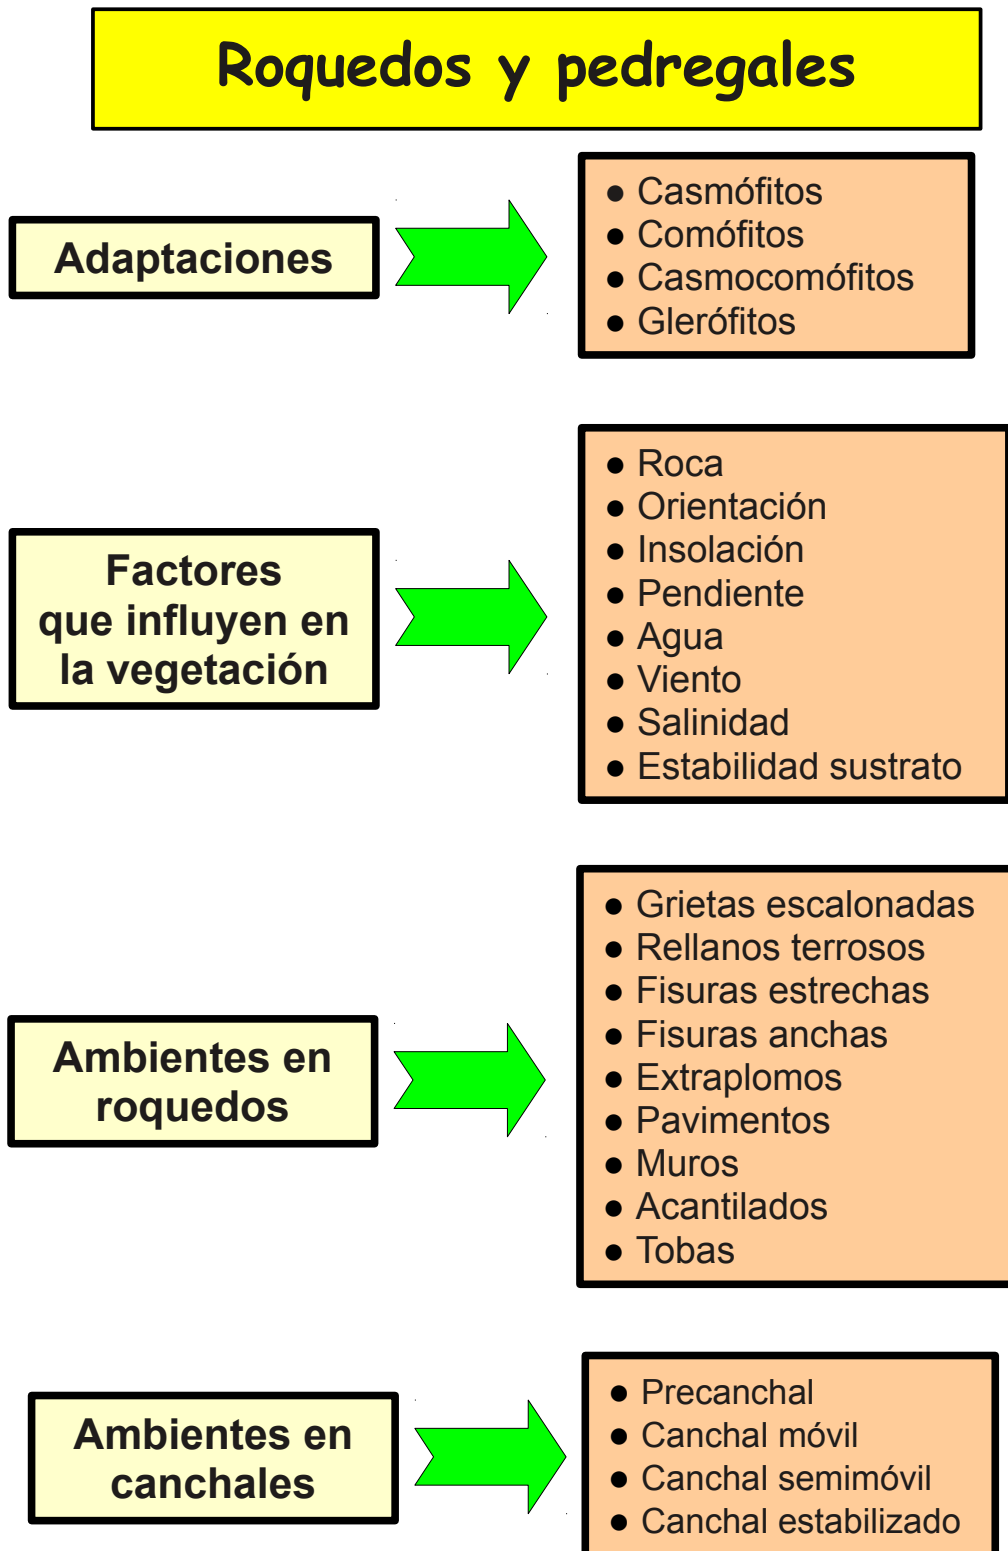 Roquedos y pedregales
Adaptaciones
● Casmófitos
● Comófitos
● Casmocomófitos
● Glerófitos
Factores
que influyen en
la vegetación
● Roca
● Orientación
● Insolación
● Pendiente
● Agua
● Viento
● Salinidad
● Estabilidad sustrato
Ambientes en
roquedos
● Grietas escalonadas
● Rellanos terrosos
● Fisuras estrechas
● Fisuras anchas
● Extraplomos
● Pavimentos
● Muros
● Acantilados
● Tobas
Ambientes en
canchales
● Precanchal
● Canchal móvil
● Canchal semimóvil
● Canchal estabilizado